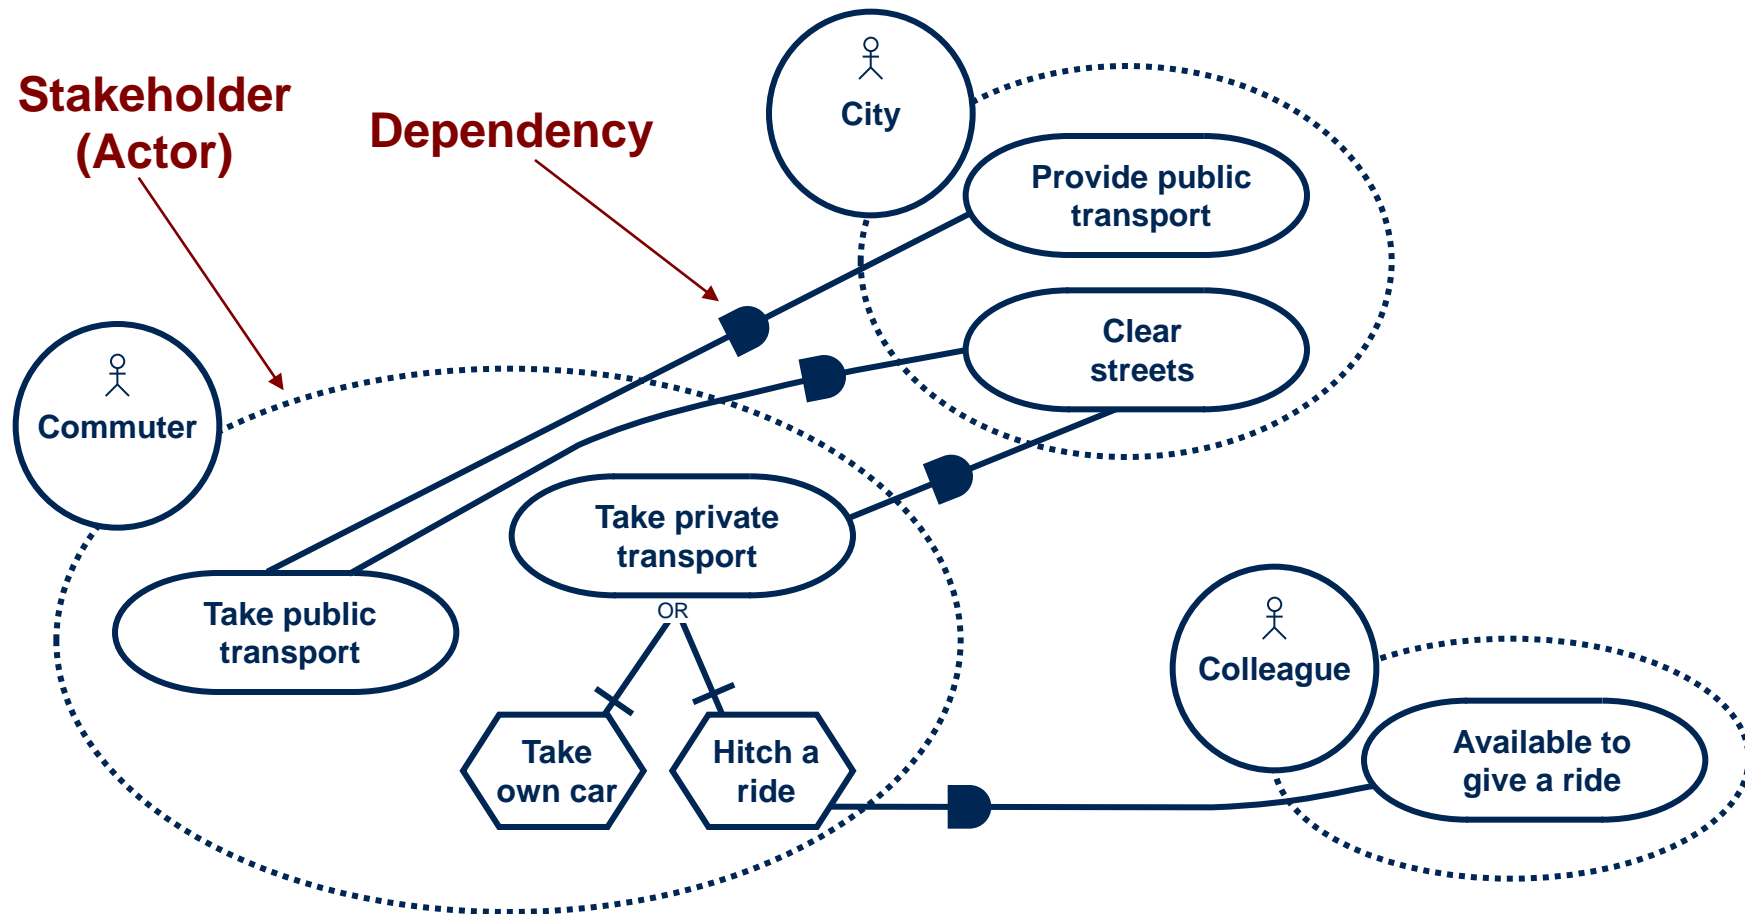 Stakeholder
(Actor)
Dependency
City
Provide public
transport
Clear
streets
Commuter
Take private
transport
OR
Take public
transport
Take
own car
Hitch a
ride
Colleague
Available to
give a ride